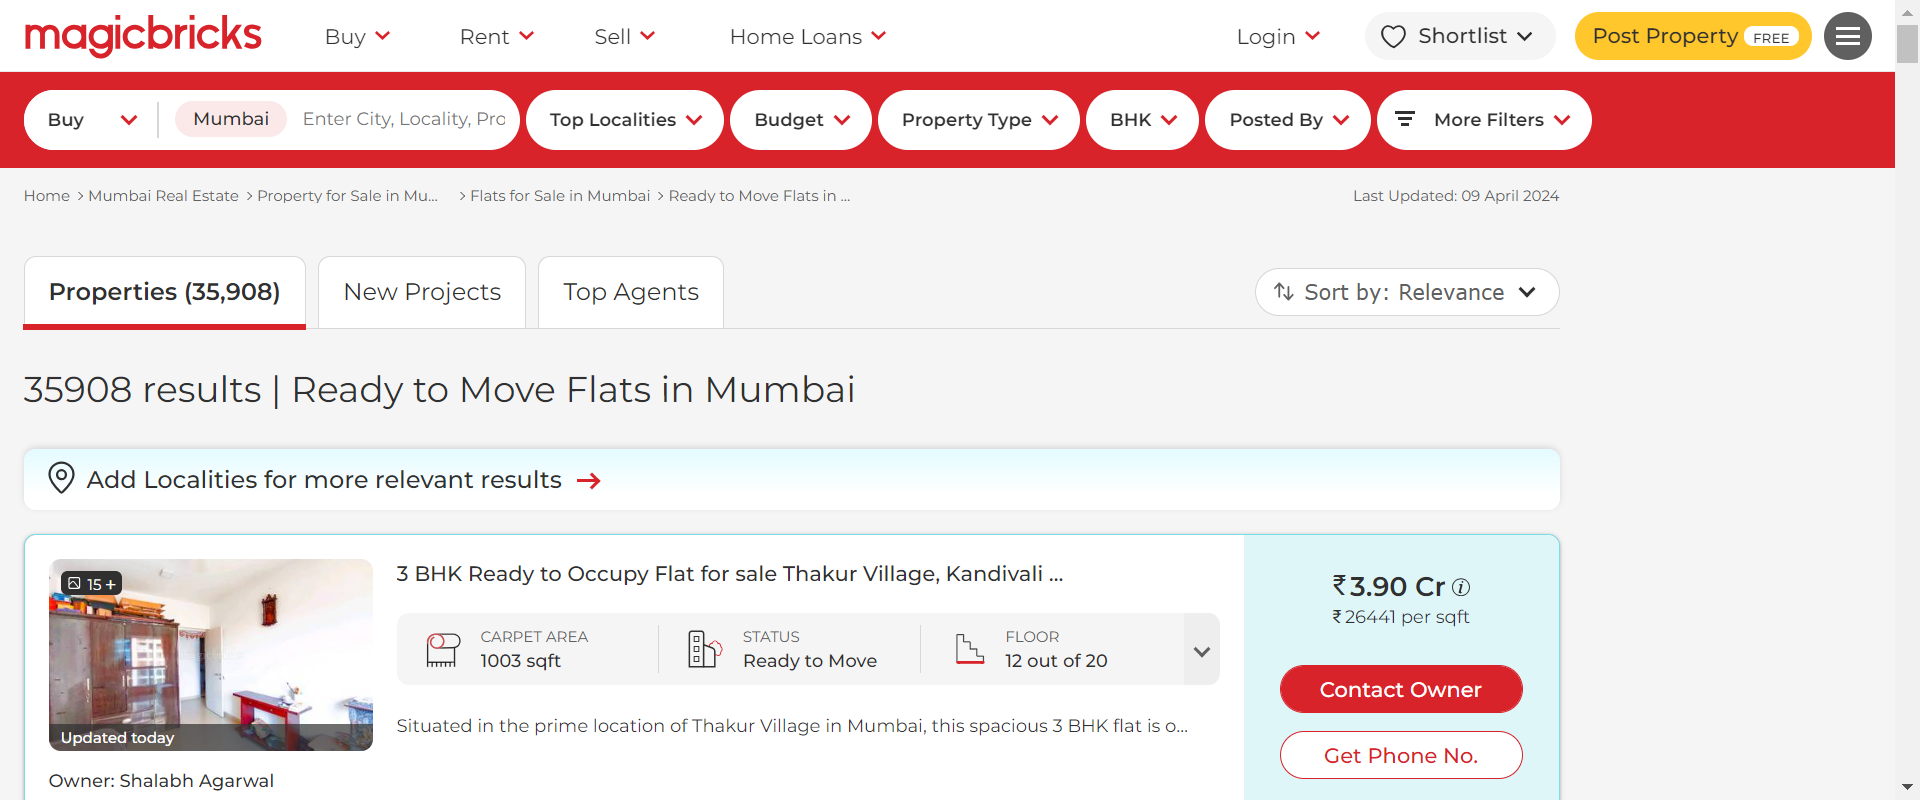 magicbricks
Buy
Rent
Sell
Home Loans
Login
Shortlist
Post Property FREE
Buy
Mumbai
Enter City, Locality, Pro
Top Localities
Budget
Property Type
BHK
Posted By
More Filters
Home > Mumbai Real Estate > Property for Sale in Mu... > Flats for Sale in Mumbai > Ready to Move Flats in ...
Last Updated: 09 April 2024
Properties (35,908)
New Projects
Top Agents
Sort by: Relevance
35908 results | Ready to Move Flats in Mumbai
Add Localities for more relevant results
15 +
Updated today
Owner: Shalabh Agarwal
3 BHK Ready to Occupy Flat for sale Thakur Village, Kandivali ...
CARPET AREA
1003 sqft
STATUS
Ready to Move
FLOOR
12 out of 20
Situated in the prime location of Thakur Village in Mumbai, this spacious 3 BHK flat is o...
₹3.90 Cr i
₹26441 per sqft
Contact Owner
Get Phone No.